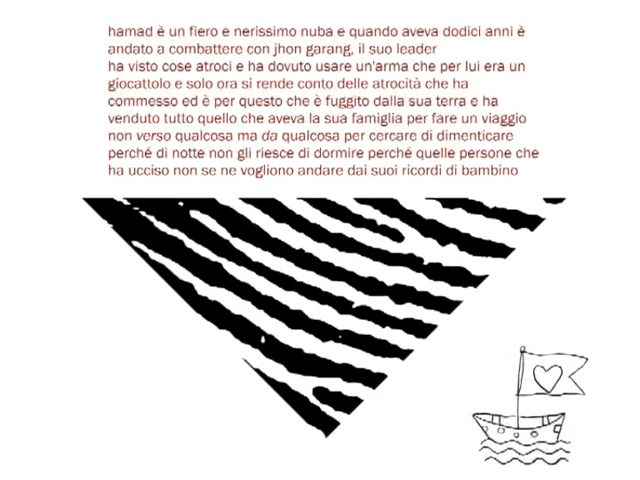 hamad è un fiero e nerissimo nuba e quando aveva dodici anni è
andato a combattere con jhon garang, il suo leader
ha visto cose atroci e ha dovuto usare un'arma che per lui era un
giocattolo e solo ora si rende conto delle atrocità che ha
commesso ed è per questo che è fuggito dalla sua terra e ha
venduto tutto quello che aveva la sua famiglia per fare un viaggio
non verso qualcosa ma da qualcosa per cercare di dimenticare
perché di notte non gli riesce di dormire perché quelle persone che
ha ucciso non se ne vogliono andare dai suoi ricordi di bambino